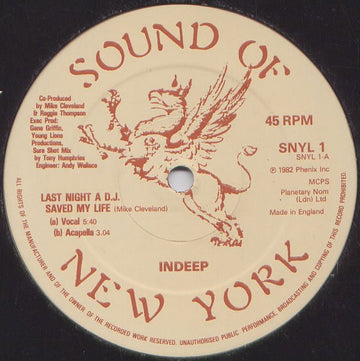 SOUND OF
NEW YORK
Co-Produced
by Mike Cleveland
& Reggie Thompson
Exec Prod:
Gene Griffin,
Young Lions
Productions,
Sure Shot Mix
by Tony Humphries
Engineer: Andy Wallace
45 RPM
SNYL 1
SNYL 1-A
℗ 1982 Phenix Inc
MCPS
Planetary Nom
(Ldn) Ltd
Made in England
LAST NIGHT A D.J.
SAVED MY LIFE (Mike Cleveland)
(a) Vocal 5:40
(b) Acapella 3.04
INDEEP
ALL RIGHTS OF THE MANUFACTURER AND OF THE OWNER OF THE RECORDED WORK RESERVED. UNAUTHORISED PUBLIC PERFORMANCE, BROADCASTING AND COPYING OF THIS RECORD PROHIBITED.